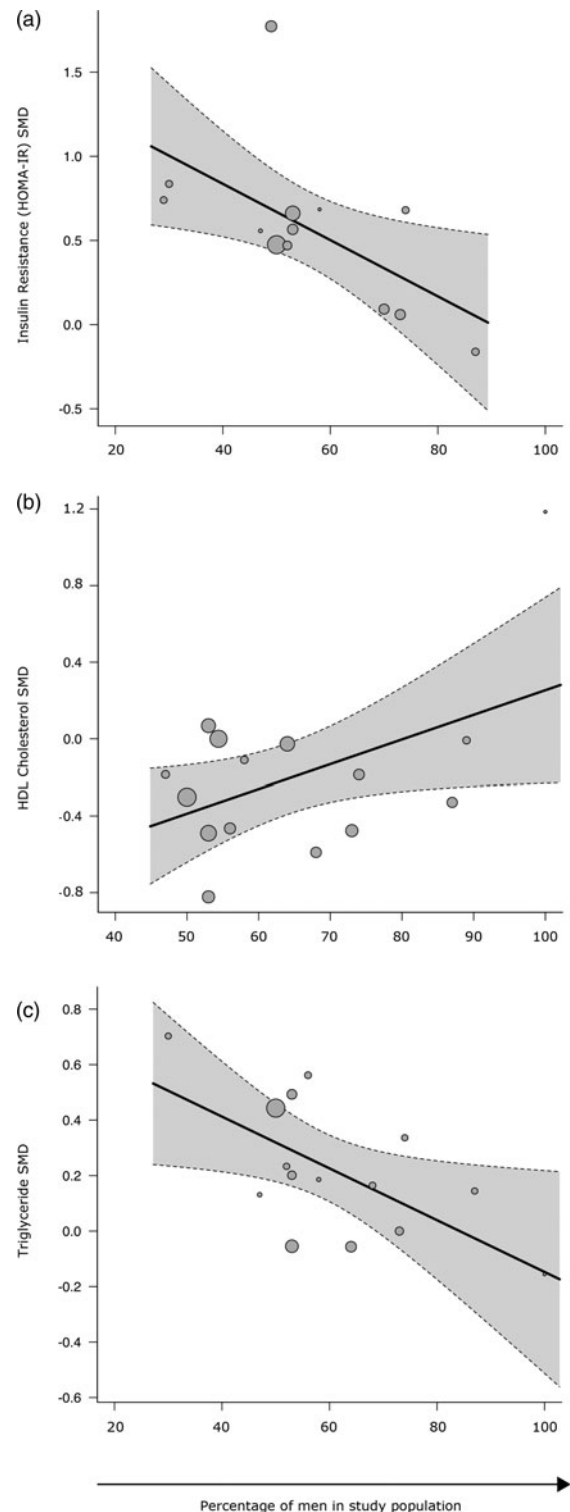 (a)
Insulin Resistance (HOMA-IR) SMD
1.5
1.0
0.5
0.0
-0.5
20 40 60 80 100
(b)
HDL Cholesterol SMD
1.2
0.8
0.4
0.0
-0.4
-0.8
40 50 60 70 80 90 100
(c)
Triglyceride SMD
0.8
0.6
0.4
0.2
0.0
-0.2
-0.4
-0.6
20 40 60 80 100
Percentage of men in study population